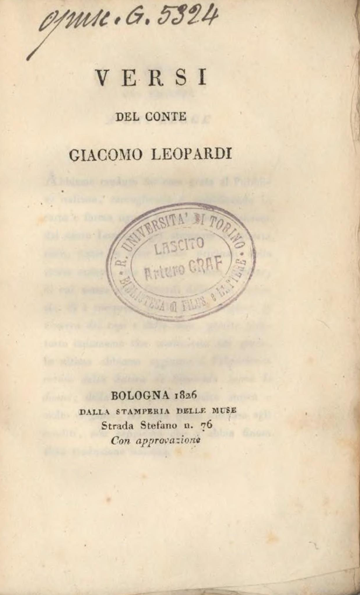 opusc. G. 5324
VERSI
DEL CONTE
GIACOMO LEOPARDI
R. UNIVERSITA' DI TORINO
LASCITO
Arturo GRAF
BIBLIOTECA DI FILOS. E LETTERE
BOLOGNA 1826
DALLA STAMPERIA DELLE MUSE
Strada Stefano n. 76
Con approvazione